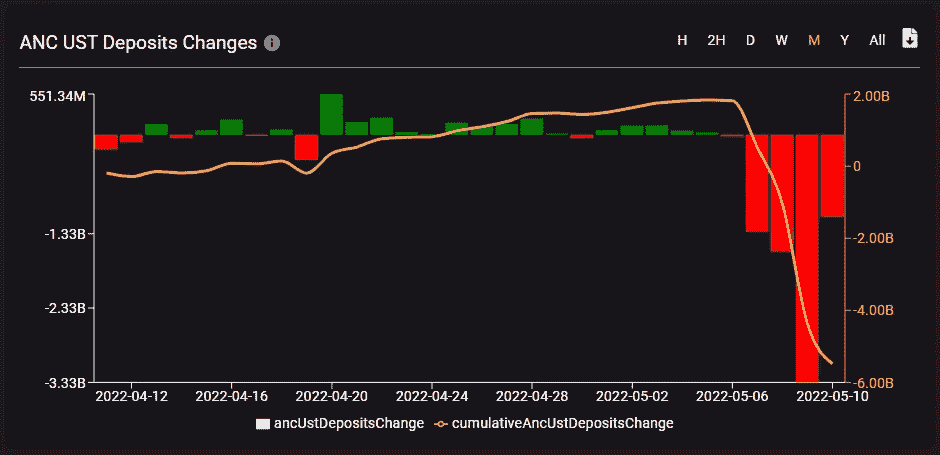 ANC UST Deposits Changes
H 2H D W M Y All
551.34M
-1.33B
-2.33B
-3.33B
2.00B
0
-2.00B
-4.00B
-6.00B
2022-04-12 2022-04-16 2022-04-20 2022-04-24 2022-04-28 2022-05-02 2022-05-06 2022-05-10
ancUstDepositsChange cumulativeAncUstDepositsChange